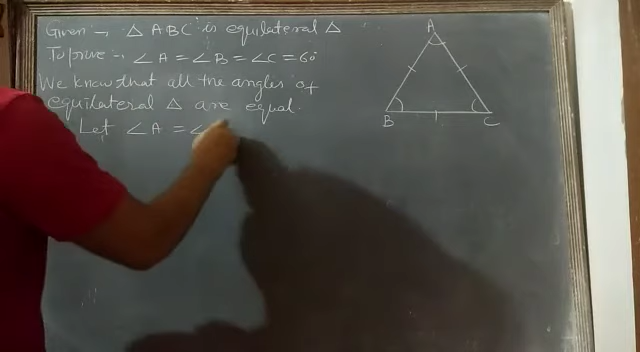 Given → △ ABC is equilateral △
To prove :- ∠A = ∠B = ∠C = 60°
We know that all the angles of
equilateral △ are equal.
Let ∠A = ∠
A
B
C